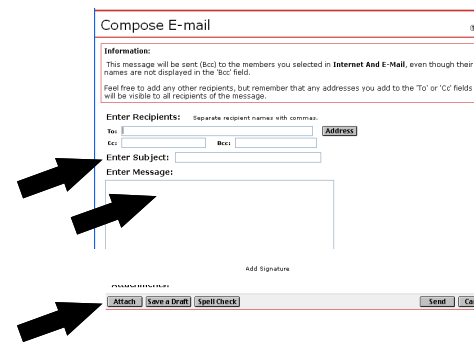 Compose E-mail
Information:
This message will be sent (Bcc) to the members you selected in Internet And E-Mail, even though their
names are not displayed in the 'Bcc' field.
Feel free to add any other recipients, but remember that any addresses you add to the 'To' or 'Cc' fields
will be visible to all recipients of the message.
Enter Recipients: Separate recipient names with commas.
To: Address
Cc: Bcc:
Enter Subject:
Enter Message:
Add Signature
Attachments:
Attach Save a Draft Spell Check Send